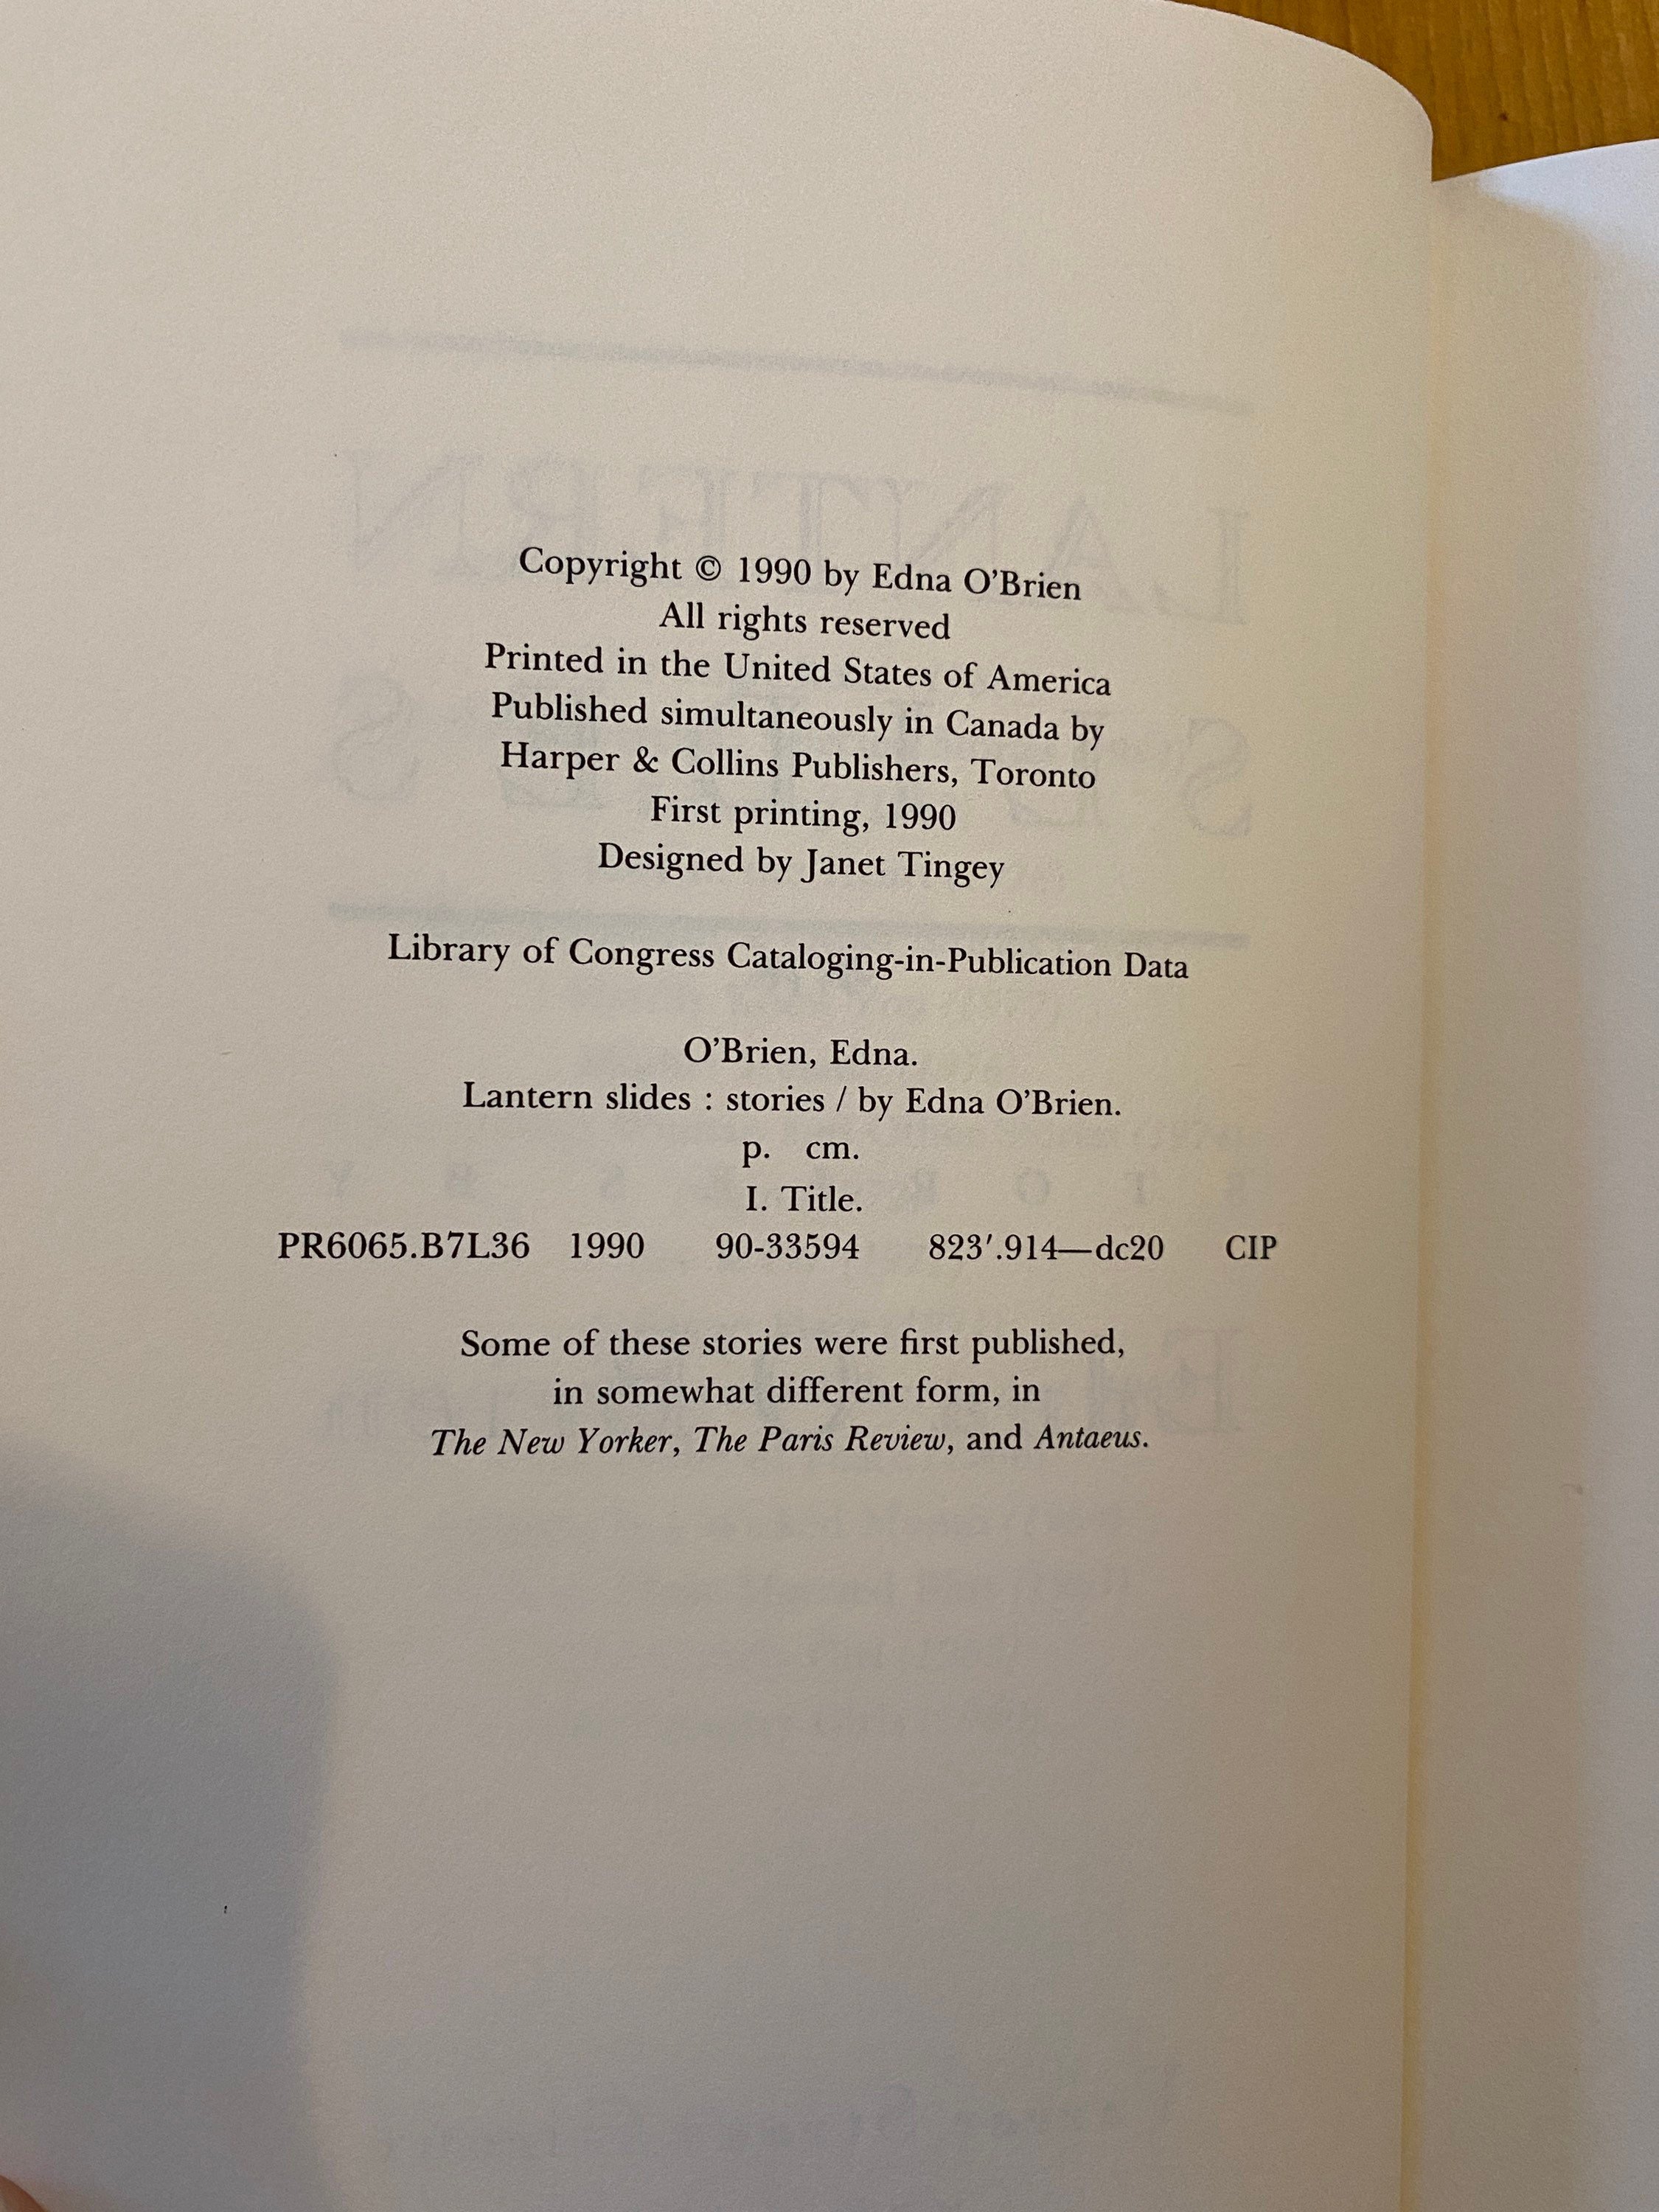 Copyright © 1990 by Edna O'Brien
All rights reserved
Printed in the United States of America
Published simultaneously in Canada by
Harper & Collins Publishers, Toronto
First printing, 1990
Designed by Janet Tingey
Library of Congress Cataloging-in-Publication Data
O'Brien, Edna.
Lantern slides : stories / by Edna O'Brien.
p. cm.
I. Title.
PR6065.B7L36 1990 90-33594 823′.914—dc20 CIP
Some of these stories were first published,
in somewhat different form, in
The New Yorker, The Paris Review, and Antaeus.